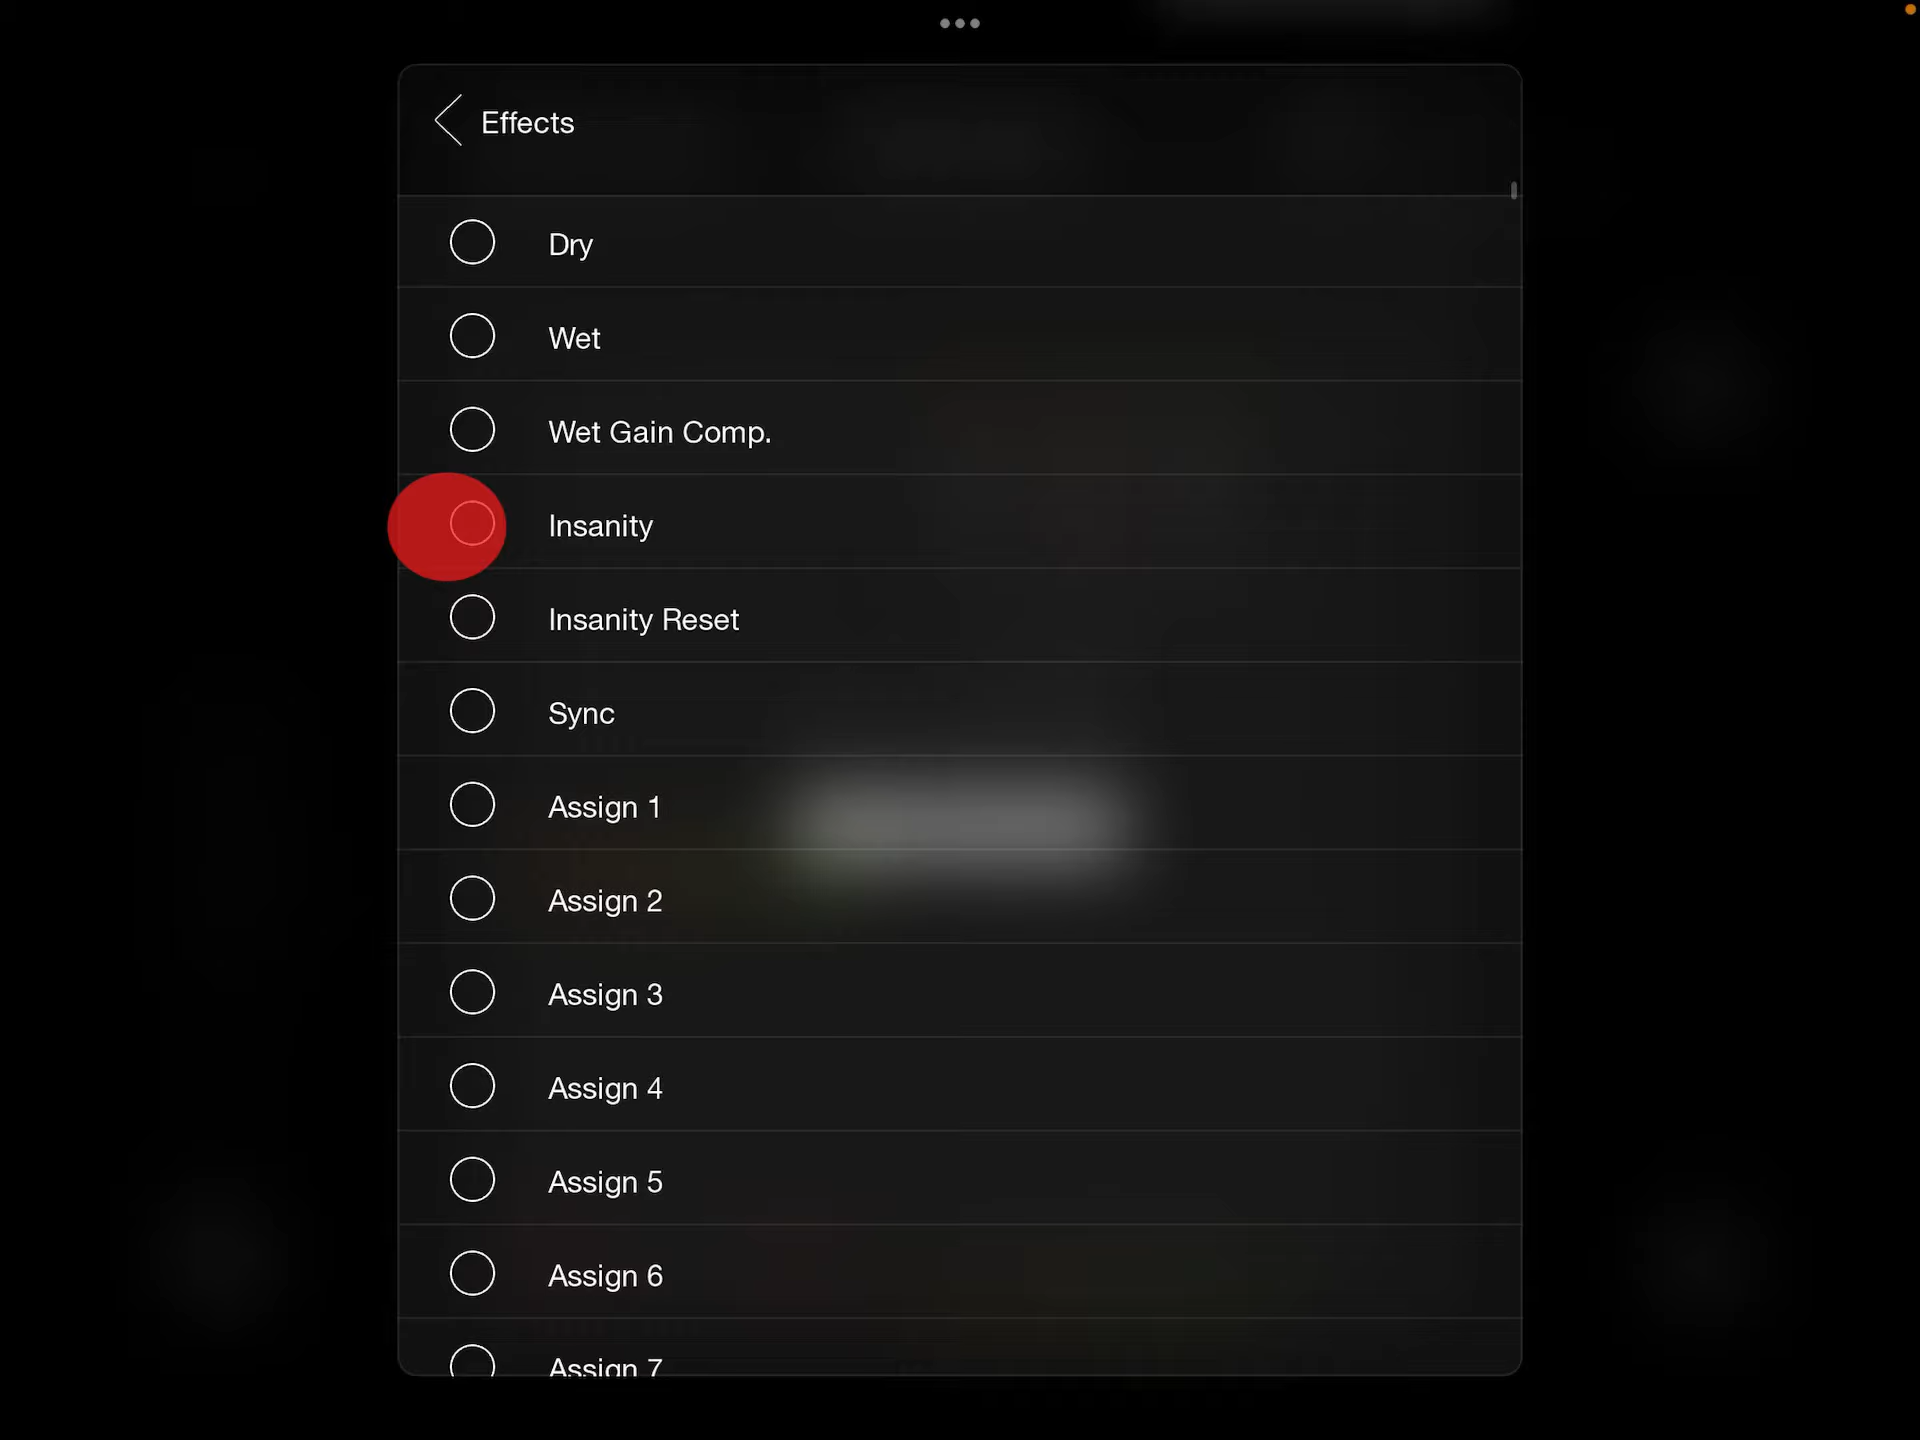 Effects
Dry
Wet
Wet Gain Comp.
Insanity
Insanity Reset
Sync
Assign 1
Assign 2
Assign 3
Assign 4
Assign 5
Assign 6
Assign 7